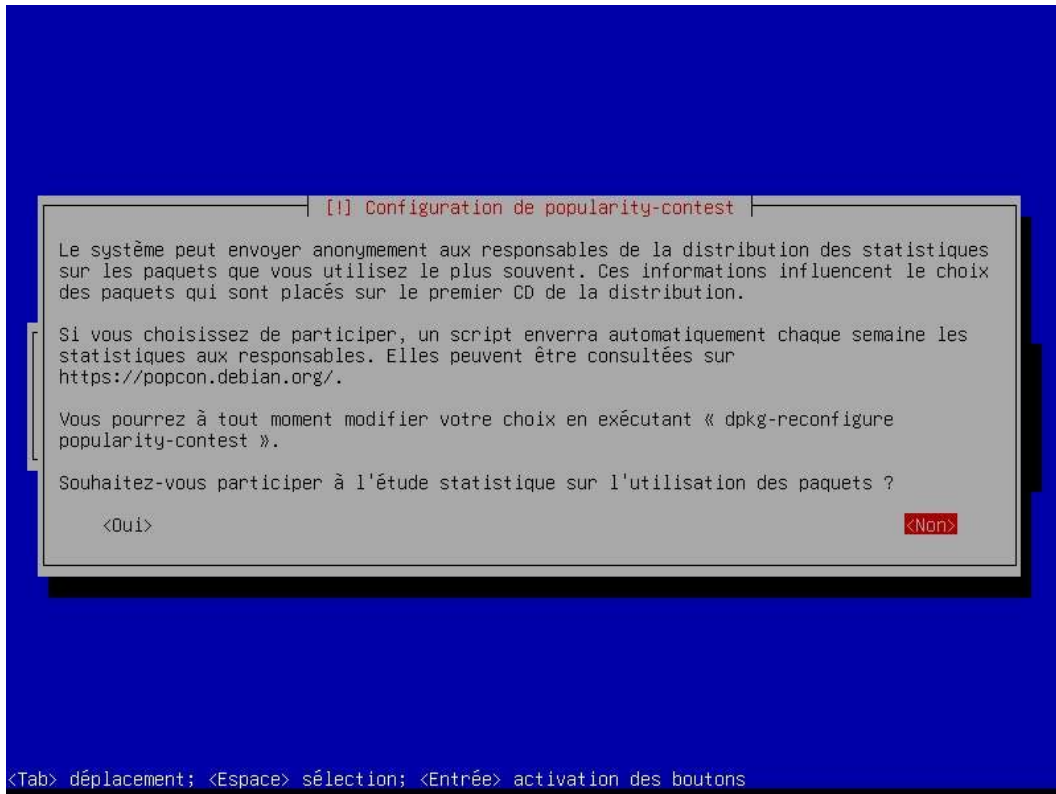 [!] Configuration de popularity-contest
Le système peut envoyer anonymement aux responsables de la distribution des statistiques
sur les paquets que vous utilisez le plus souvent. Ces informations influencent le choix
des paquets qui sont placés sur le premier CD de la distribution.
Si vous choisissez de participer, un script enverra automatiquement chaque semaine les
statistiques aux responsables. Elles peuvent être consultées sur
https://popcon.debian.org/.
Vous pourrez à tout moment modifier votre choix en exécutant « dpkg-reconfigure
popularity-contest ».
Souhaitez-vous participer à l'étude statistique sur l'utilisation des paquets ?
<Oui> <Non>
<Tab> déplacement; <Espace> sélection; <Entrée> activation des boutons